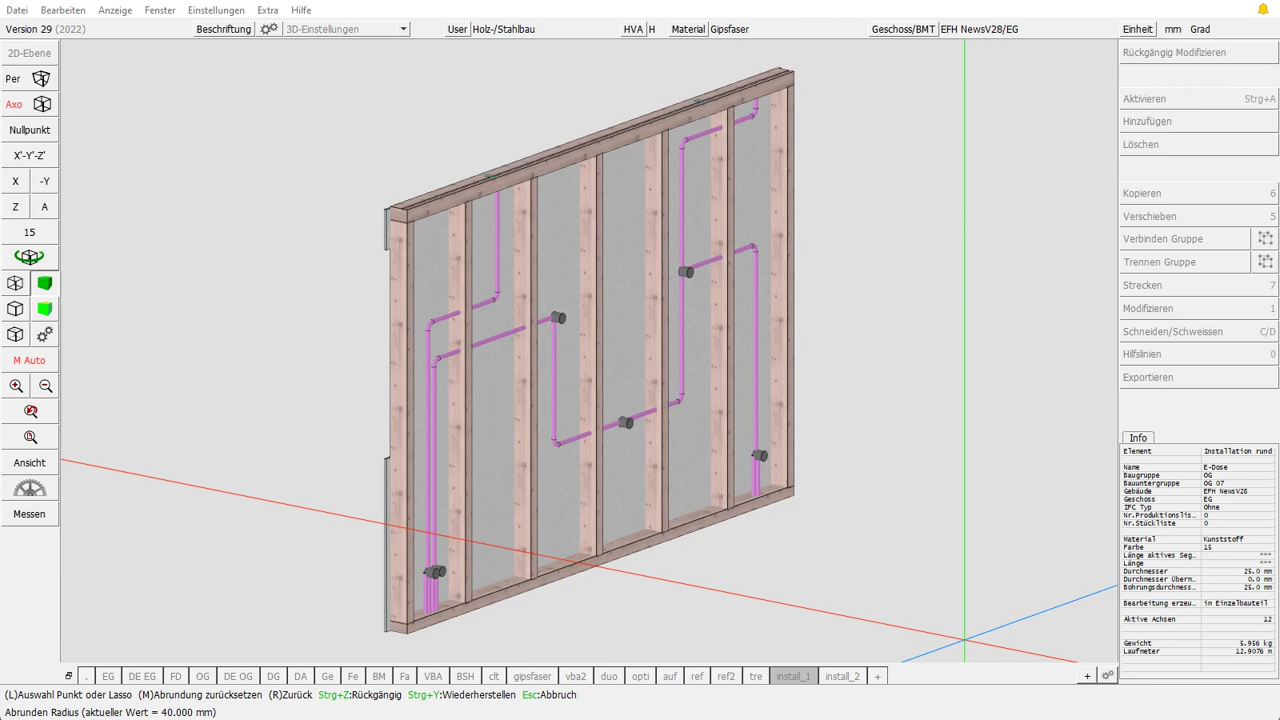 Datei Bearbeiten Anzeige Fenster Einstellungen Extra Hilfe
Version 29 (2022) Beschriftung 3D-Einstellungen User Holz-/Stahlbau HVA H Material Gipsfaser Geschoss/BMT EFH NewsV28/EG Einheit mm Grad
2D-Ebene
Per
Axo
Nullpunkt
X'-Y'-Z'
X -Y
Z A
15
M Auto
Ansicht
Messen
Rückgängig Modifizieren
Aktivieren Strg+A
Hinzufügen
Löschen
Kopieren 6
Verschieben 5
Verbinden Gruppe
Trennen Gruppe
Strecken 7
Modifizieren 1
Schneiden/Schweissen C/D
Hilfslinien 0
Exportieren
Info
Element Installation rund
Name E-Dose
Baugruppe OG
Bauuntergruppe OG 07
Gebäude EFH NewsV28
Geschoss EG
IFC Typ Ohne
Nr.Produktionslis… 0
Nr.Stückliste 0
Material Kunststoff
Farbe 15
Länge aktives Seg… ***
Länge ***
Durchmesser 25.0 mm
Durchmesser Überm… 0.0 mm
Bohrungsdurchmess… 25.0 mm
Bearbeitung erzeu… im Einzelbauteil
Aktive Achsen 12
Gewicht 5.956 kg
Laufmeter 12.9076 m
. EG DE EG FD OG DE OG DG DA Ge Fe BM Fa VBA BSH clt gipsfaser vba2 duo opti auf ref ref2 tre install_1 install_2 + +
(L)Auswahl Punkt oder Lasso (M)Abrundung zurücksetzen (R)Zurück Strg+Z:Rückgängig Strg+Y:Wiederherstellen Esc:Abbruch
Abrunden Radius (aktueller Wert = 40.000 mm)